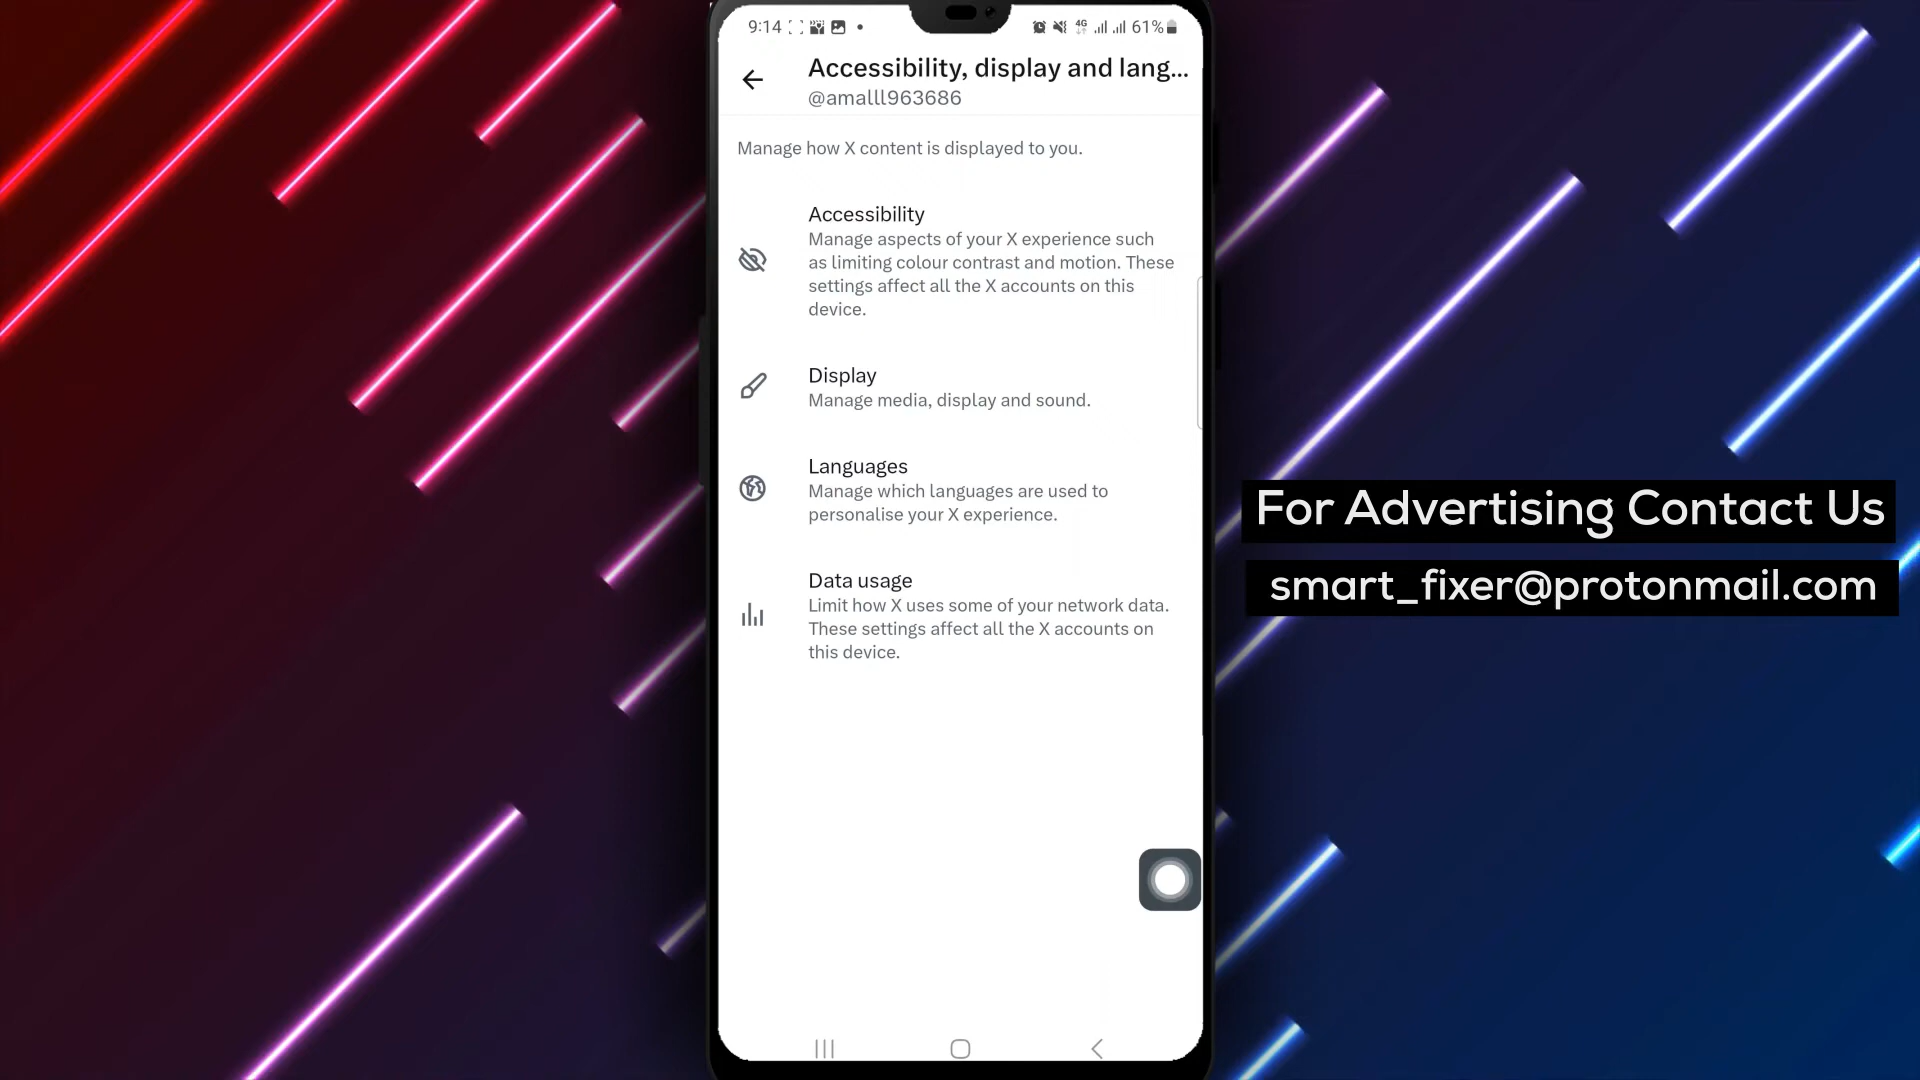 9:14
4G
61%
Accessibility, display and lang...
@amalll963686
Manage how X content is displayed to you.
Accessibility
Manage aspects of your X experience such
as limiting colour contrast and motion. These
settings affect all the X accounts on this
device.
Display
Manage media, display and sound.
Languages
Manage which languages are used to
personalise your X experience.
Data usage
Limit how X uses some of your network data.
These settings affect all the X accounts on
this device.
For Advertising Contact Us
smart_fixer@protonmail.com